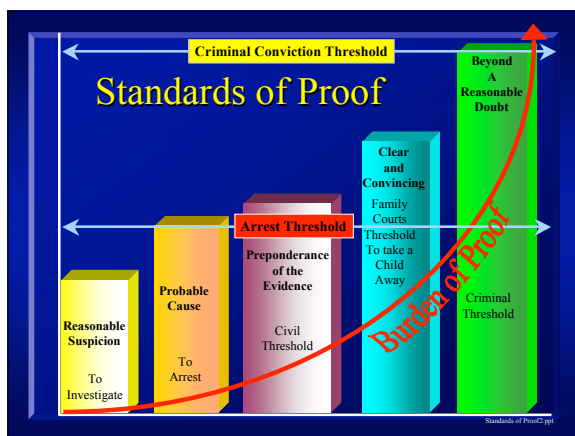 Criminal Conviction Threshold
Standards of Proof
Beyond
A
Reasonable
Doubt
Criminal
Threshold
Clear
and
Convincing
Family
Courts
Threshold
To take a
Child
Away
Arrest Threshold
Preponderance
of the
Evidence
Civil
Threshold
Probable
Cause
To
Arrest
Reasonable
Suspicion
To
Investigate
Burden of Proof
Standards of Proof2.ppt